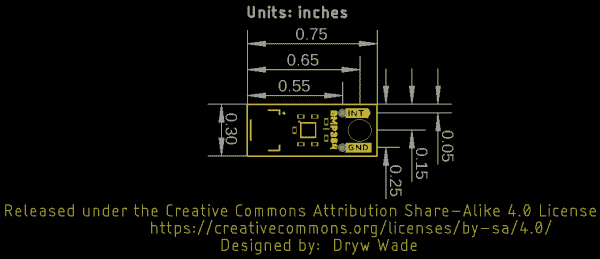 Units: inches
0.75
0.65
0.55
0.30
BMP384
INT
GND
0.05
0.15
0.25
Released under the Creative Commons Attribution Share-Alike 4.0 License
https://creativecommons.org/licenses/by-sa/4.0/
Designed by: Dryw Wade